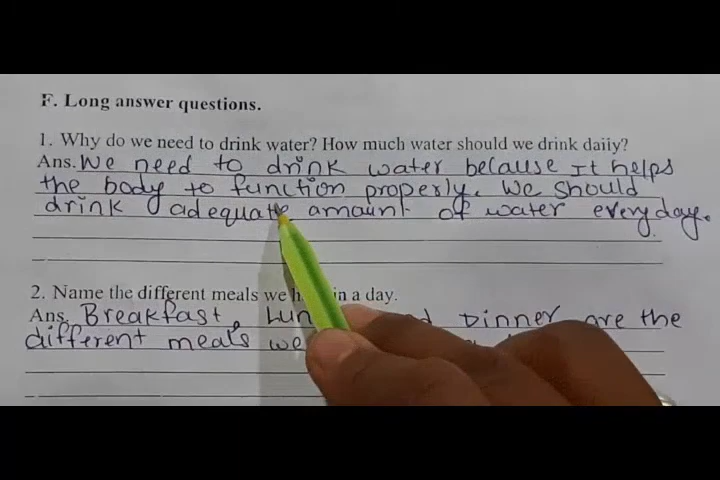 F. Long answer questions.
1. Why do we need to drink water? How much water should we drink daily?
Ans. We need to drink water because It helps
the body to function properly. We should
drink adequate amount of water everyday.
2. Name the different meals we in a day.
Ans. Breakfast, Dinner are the
different meals we